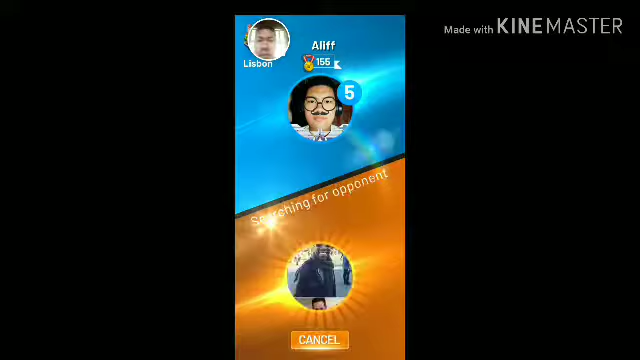 Made with KINEMASTER
Aliff
Lisbon
155
5
Searching for opponent
CANCEL